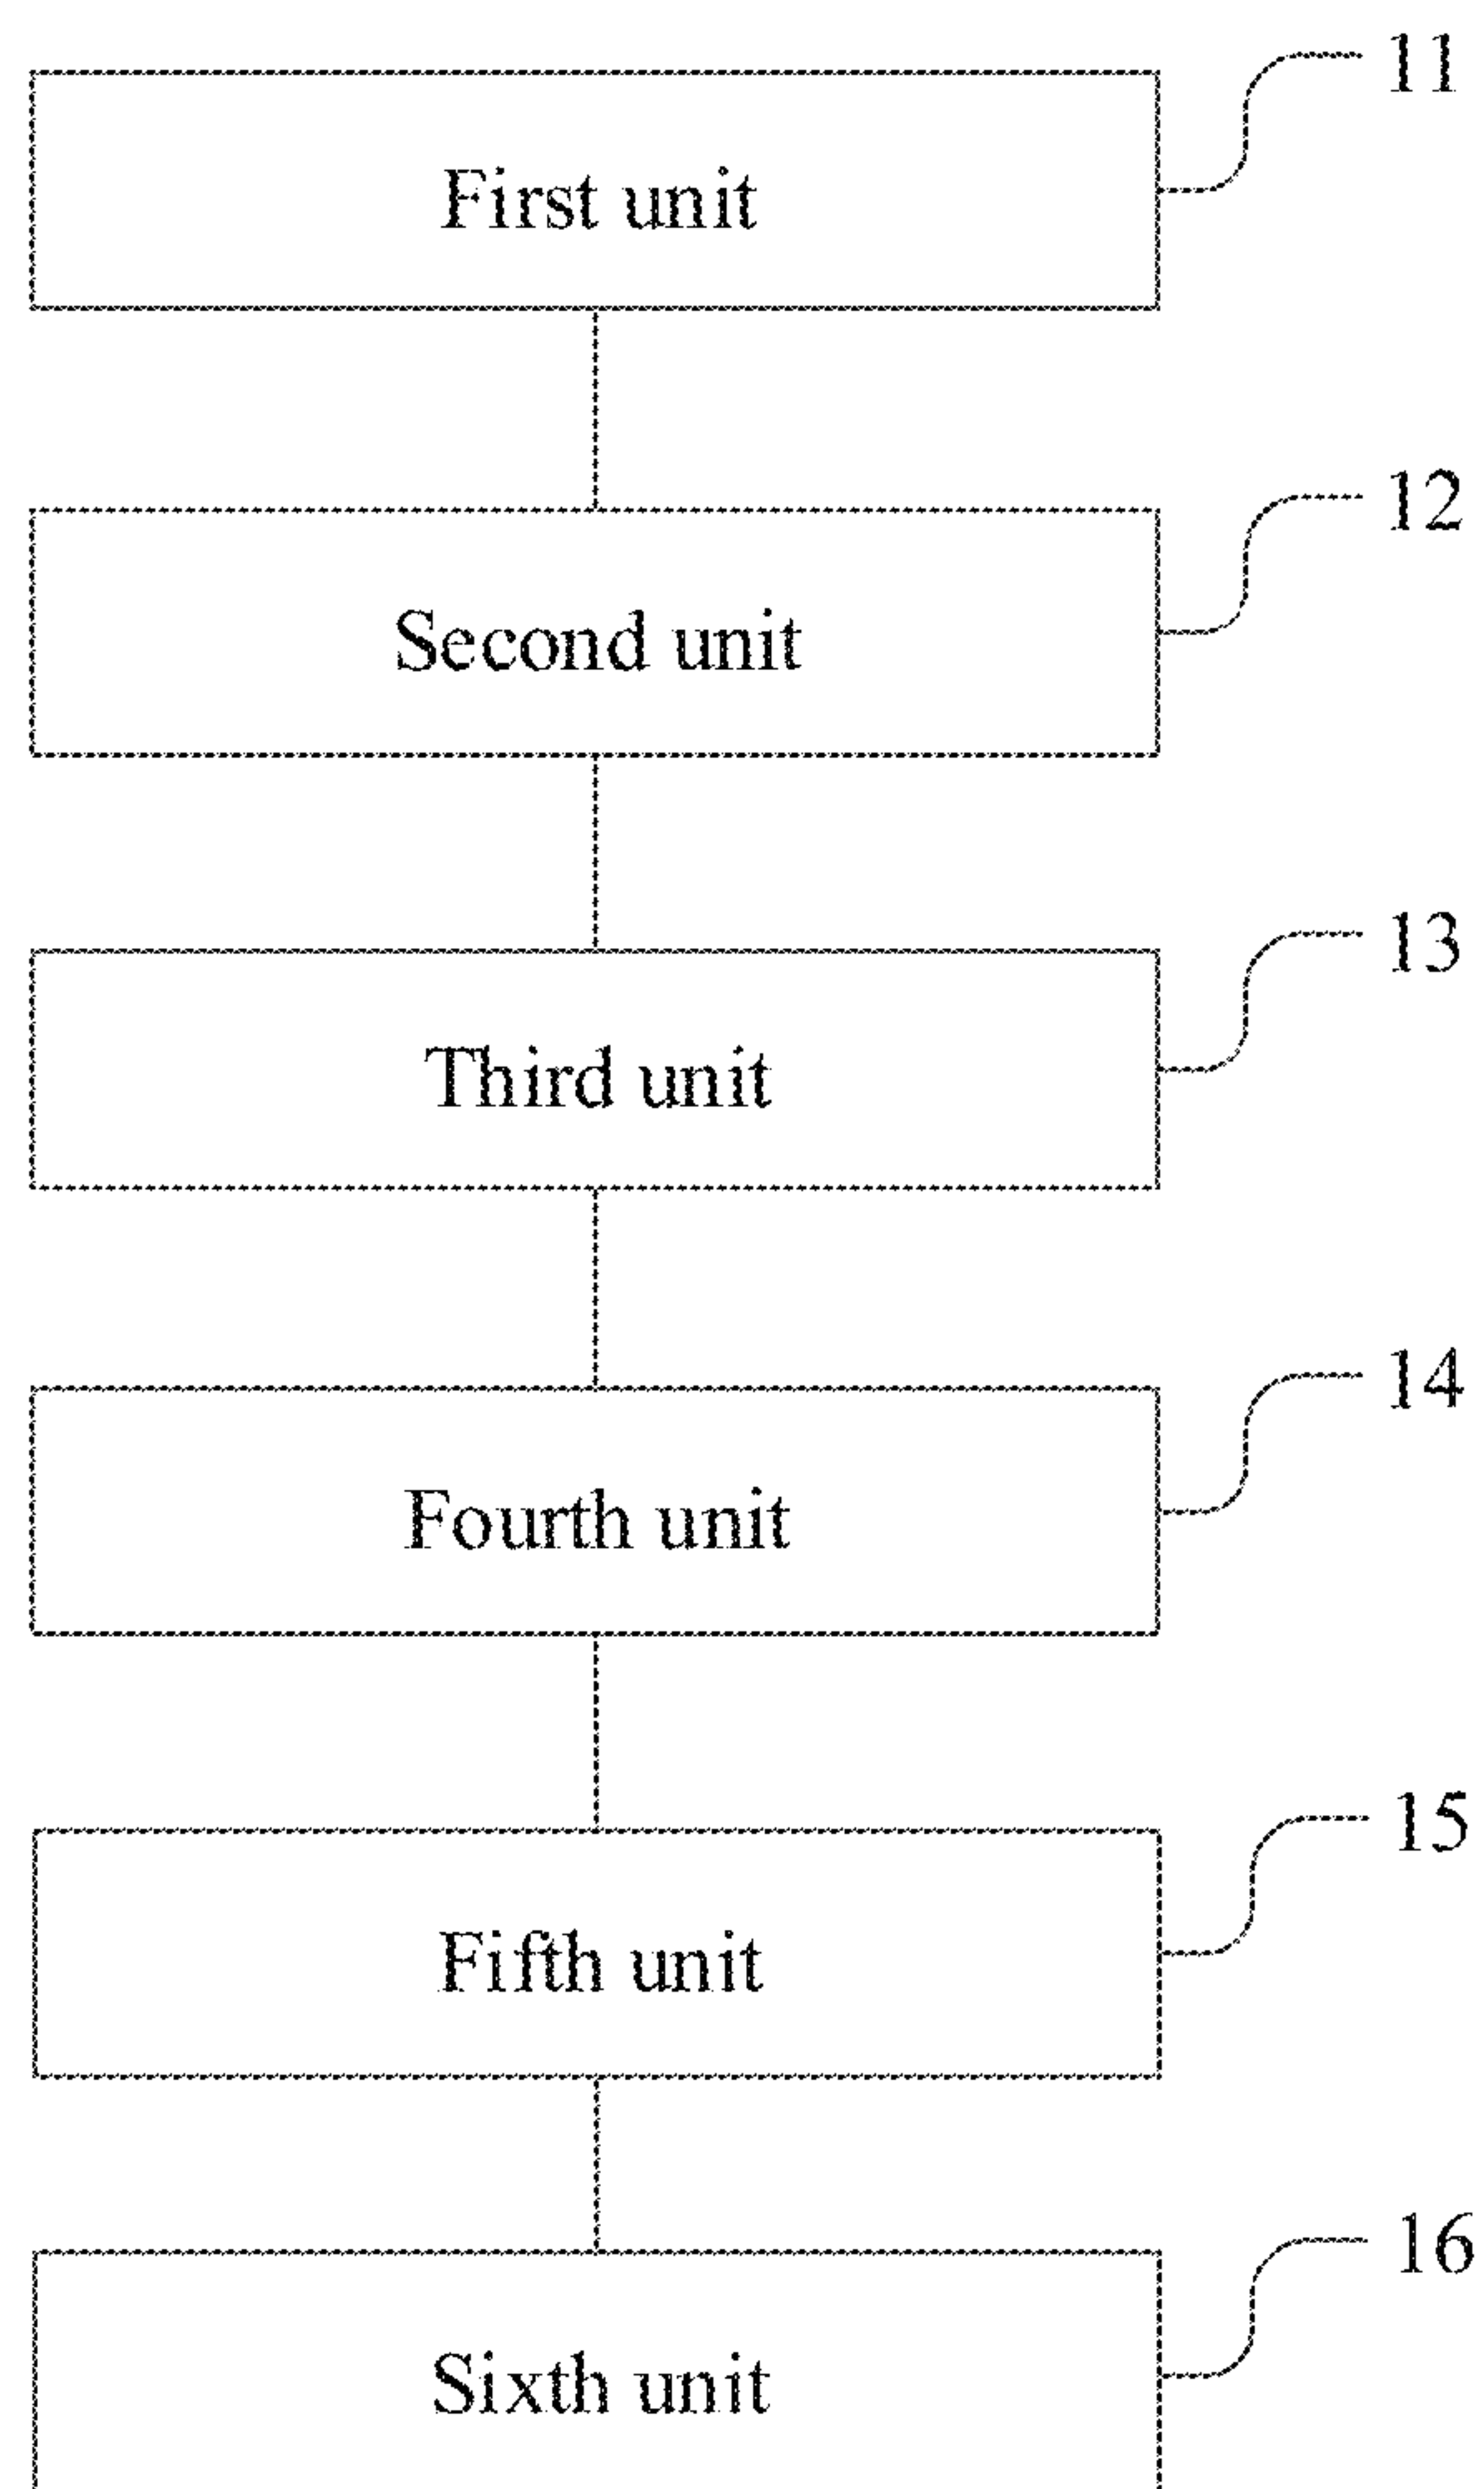 11
First unit
12
Second unit
13
Third unit
14
Fourth unit
15
Fifth unit
16
Sixth unit